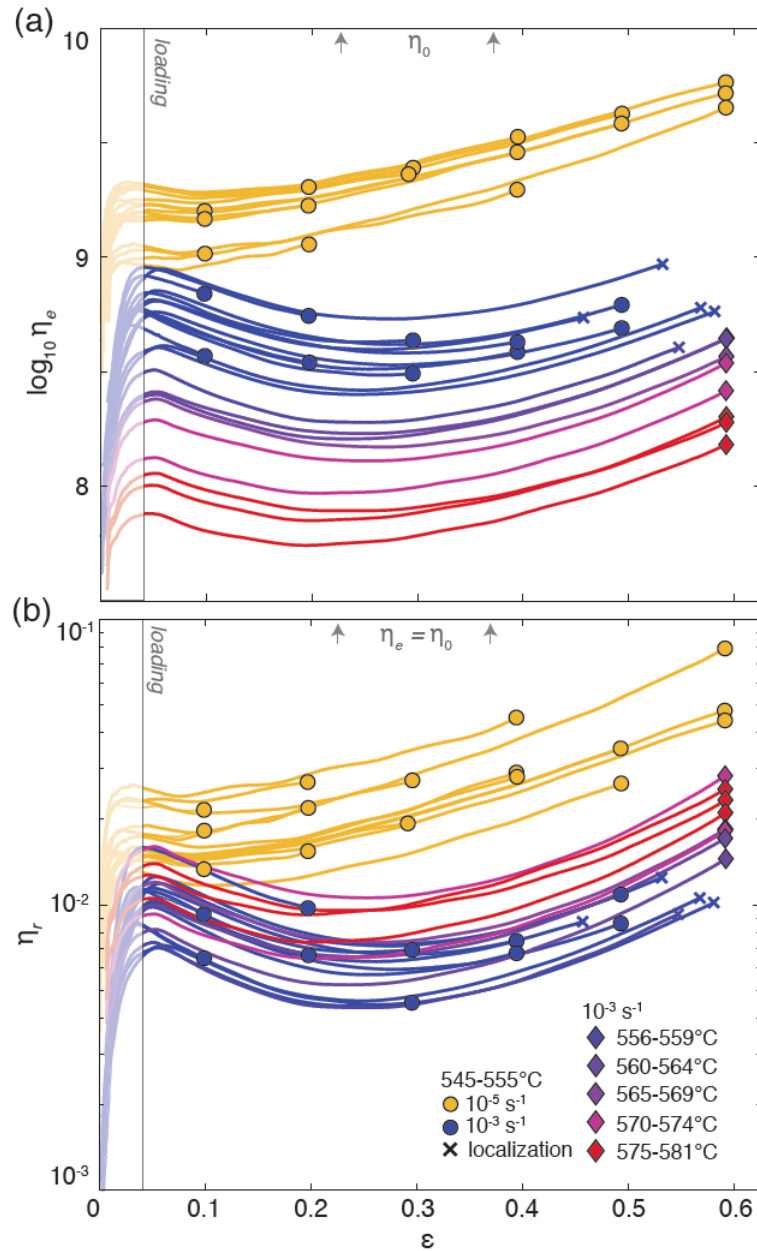 (a)
10
loading
η₀
9
log₁₀ ηₑ
8
(b)
10⁻¹
loading
ηₑ = η₀
10⁻²
ηᵣ
10⁻³ s⁻¹
556-559°C
545-555°C
560-564°C
10⁻⁵ s⁻¹
565-569°C
10⁻³ s⁻¹
570-574°C
localization
575-581°C
10⁻³
0 0.1 0.2 0.3 0.4 0.5 0.6
ε